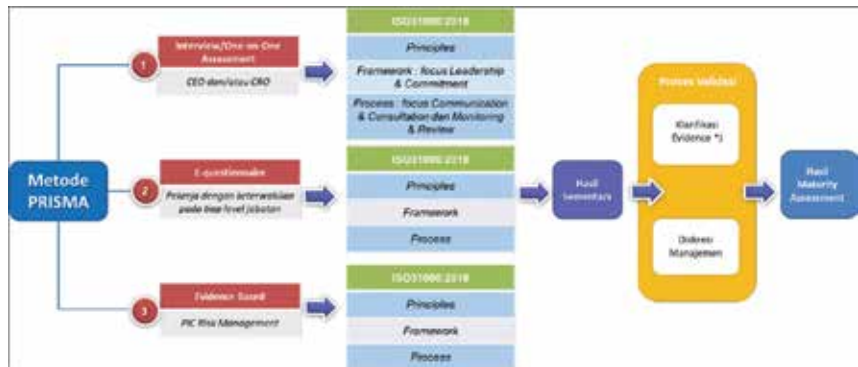 Metode
PRISMA
1
Interview/One-on-One
Assessment
CEO dan/atau CRO
ISO31000:2018
Principles
Framework : focus Leadership
& Commitment
Process : focus Communication
& Consultation dan Monitoring
& Review
2
E-questionnaire
Pekerja dengan keterwakilan
pada tiap level jabatan
ISO31000:2018
Principles
Framework
Process
3
Evidence Based
PIC Risk Management
ISO31000:2018
Principles
Framework
Process
Hasil
Sementara
Proses Validasi
Klarifikasi
Evidence *)
Diskresi
Manajemen
Hasil
Maturity
Assessment